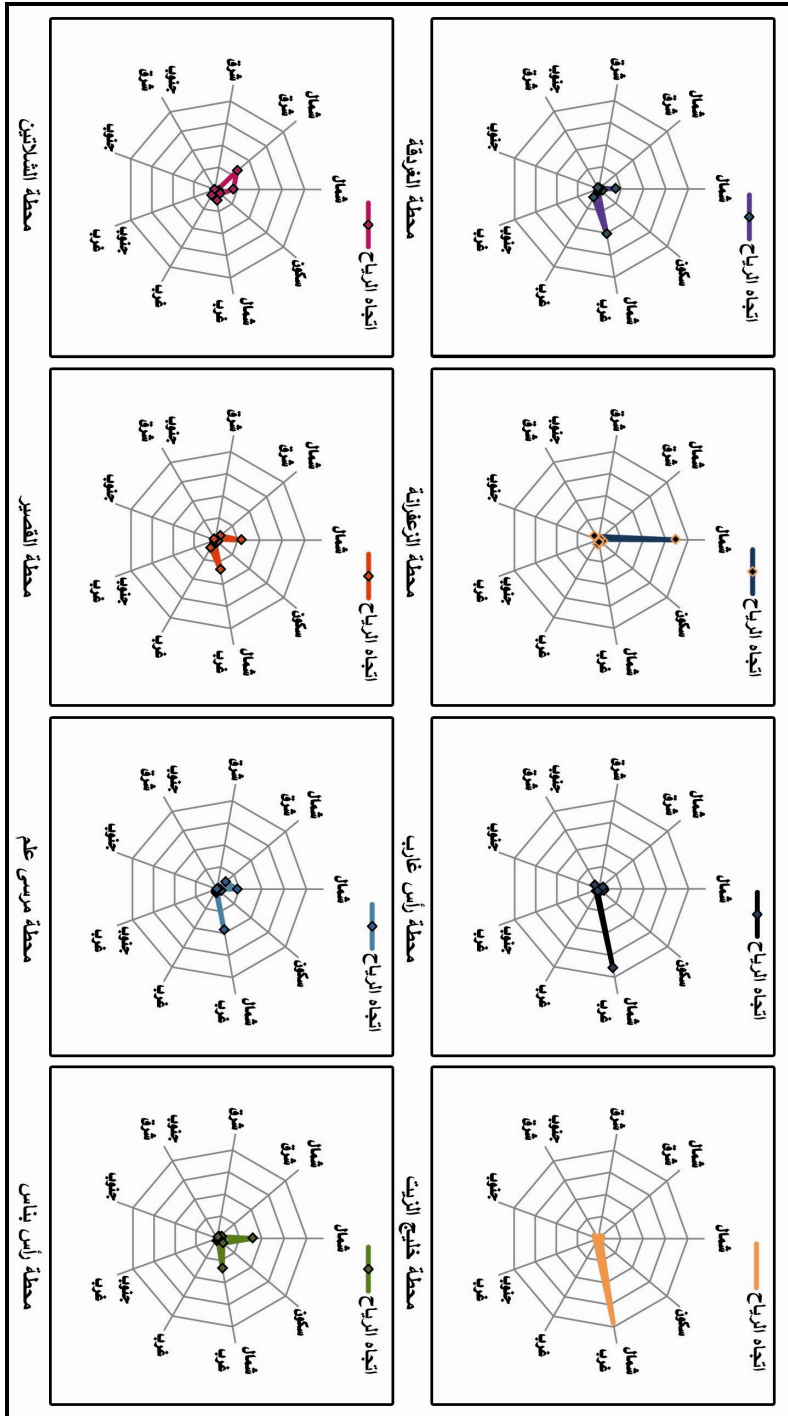 اتجاه الرياح
شمال
شمال
شرق
شرق
جنوب
شرق
جنوب
جنوب
غرب
غرب
شمال
غرب
سكون
محطة خليج الزيت
اتجاه الرياح
شمال
شمال
شرق
شرق
جنوب
شرق
جنوب
جنوب
غرب
غرب
شمال
غرب
سكون
محطة رأس غارب
اتجاه الرياح
شمال
شمال
شرق
شرق
جنوب
شرق
جنوب
جنوب
غرب
غرب
شمال
غرب
سكون
محطة الزعفرانة
اتجاه الرياح
شمال
شمال
شرق
شرق
جنوب
شرق
جنوب
جنوب
غرب
غرب
شمال
غرب
سكون
محطة الغردقة
اتجاه الرياح
شمال
شمال
شرق
شرق
جنوب
شرق
جنوب
جنوب
غرب
غرب
شمال
غرب
سكون
محطة رأس بناس
اتجاه الرياح
شمال
شمال
شرق
شرق
جنوب
شرق
جنوب
جنوب
غرب
غرب
شمال
غرب
سكون
محطة مرسى علم
اتجاه الرياح
شمال
شمال
شرق
شرق
جنوب
شرق
جنوب
جنوب
غرب
غرب
شمال
غرب
سكون
محطة القصير
اتجاه الرياح
شمال
شمال
شرق
شرق
جنوب
شرق
جنوب
جنوب
غرب
غرب
شمال
غرب
سكون
محطة الشلاتين